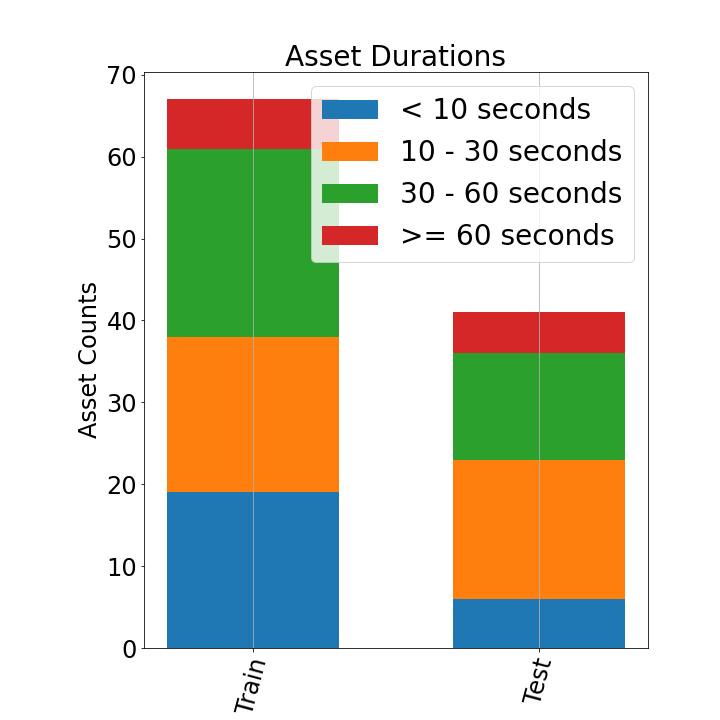 Asset Durations
70
60
50
40
30
20
10
0
Asset Counts
< 10 seconds
10 - 30 seconds
30 - 60 seconds
>= 60 seconds
Train
Test